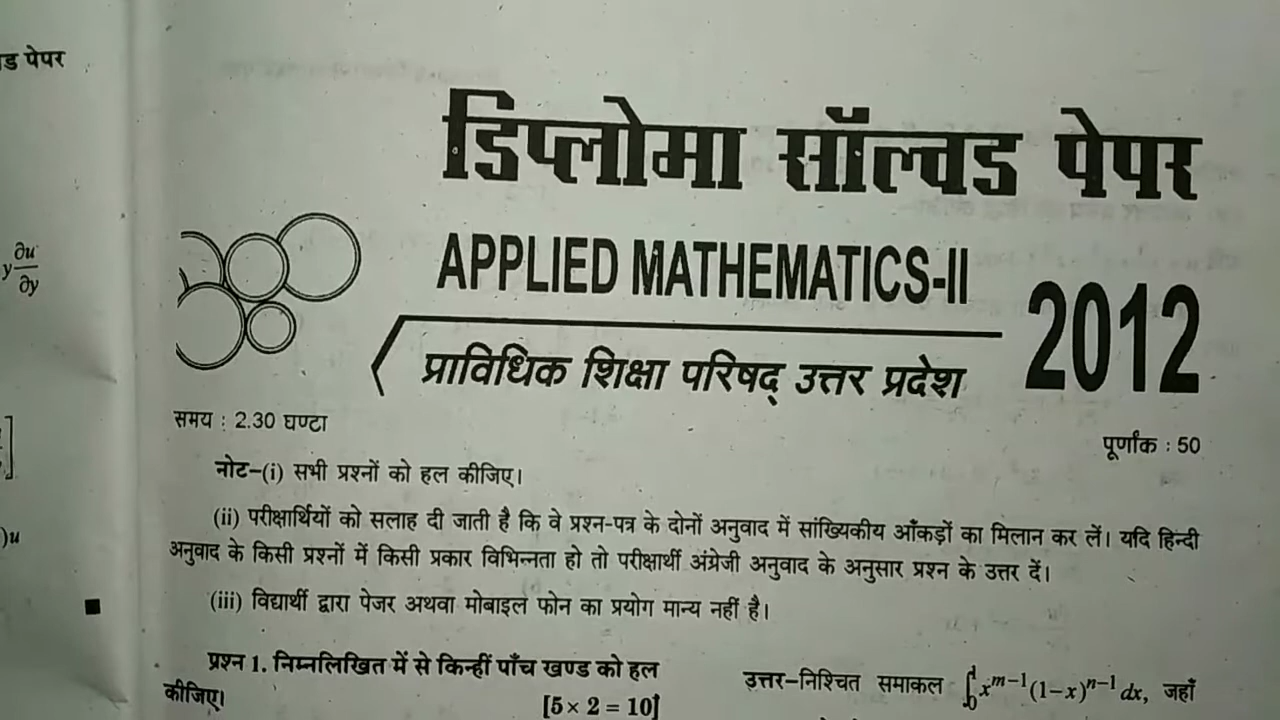 ड पेपर
y ∂u/∂y
)u
डिप्लोमा सॉल्वड पेपर
APPLIED MATHEMATICS-II
2012
प्राविधिक शिक्षा परिषद् उत्तर प्रदेश
समय : 2.30 घण्टा
पूर्णांक : 50
नोट–(i) सभी प्रश्नों को हल कीजिए।
(ii) परीक्षार्थियों को सलाह दी जाती है कि वे प्रश्न-पत्र के दोनों अनुवाद में सांख्यिकीय आँकड़ों का मिलान कर लें। यदि हिन्दी
अनुवाद के किसी प्रश्नों में किसी प्रकार विभिन्नता हो तो परीक्षार्थी अंग्रेजी अनुवाद के अनुसार प्रश्न के उत्तर दें।
(iii) विद्यार्थी द्वारा पेजर अथवा मोबाइल फोन का प्रयोग मान्य नहीं है।
प्रश्न 1. निम्नलिखित में से किन्हीं पाँच खण्ड को हल
कीजिए।
[5 × 2 = 10]
उत्तर–निश्चित समाकल ∫₀¹ xᵐ⁻¹(1–x)ⁿ⁻¹ dx, जहाँ